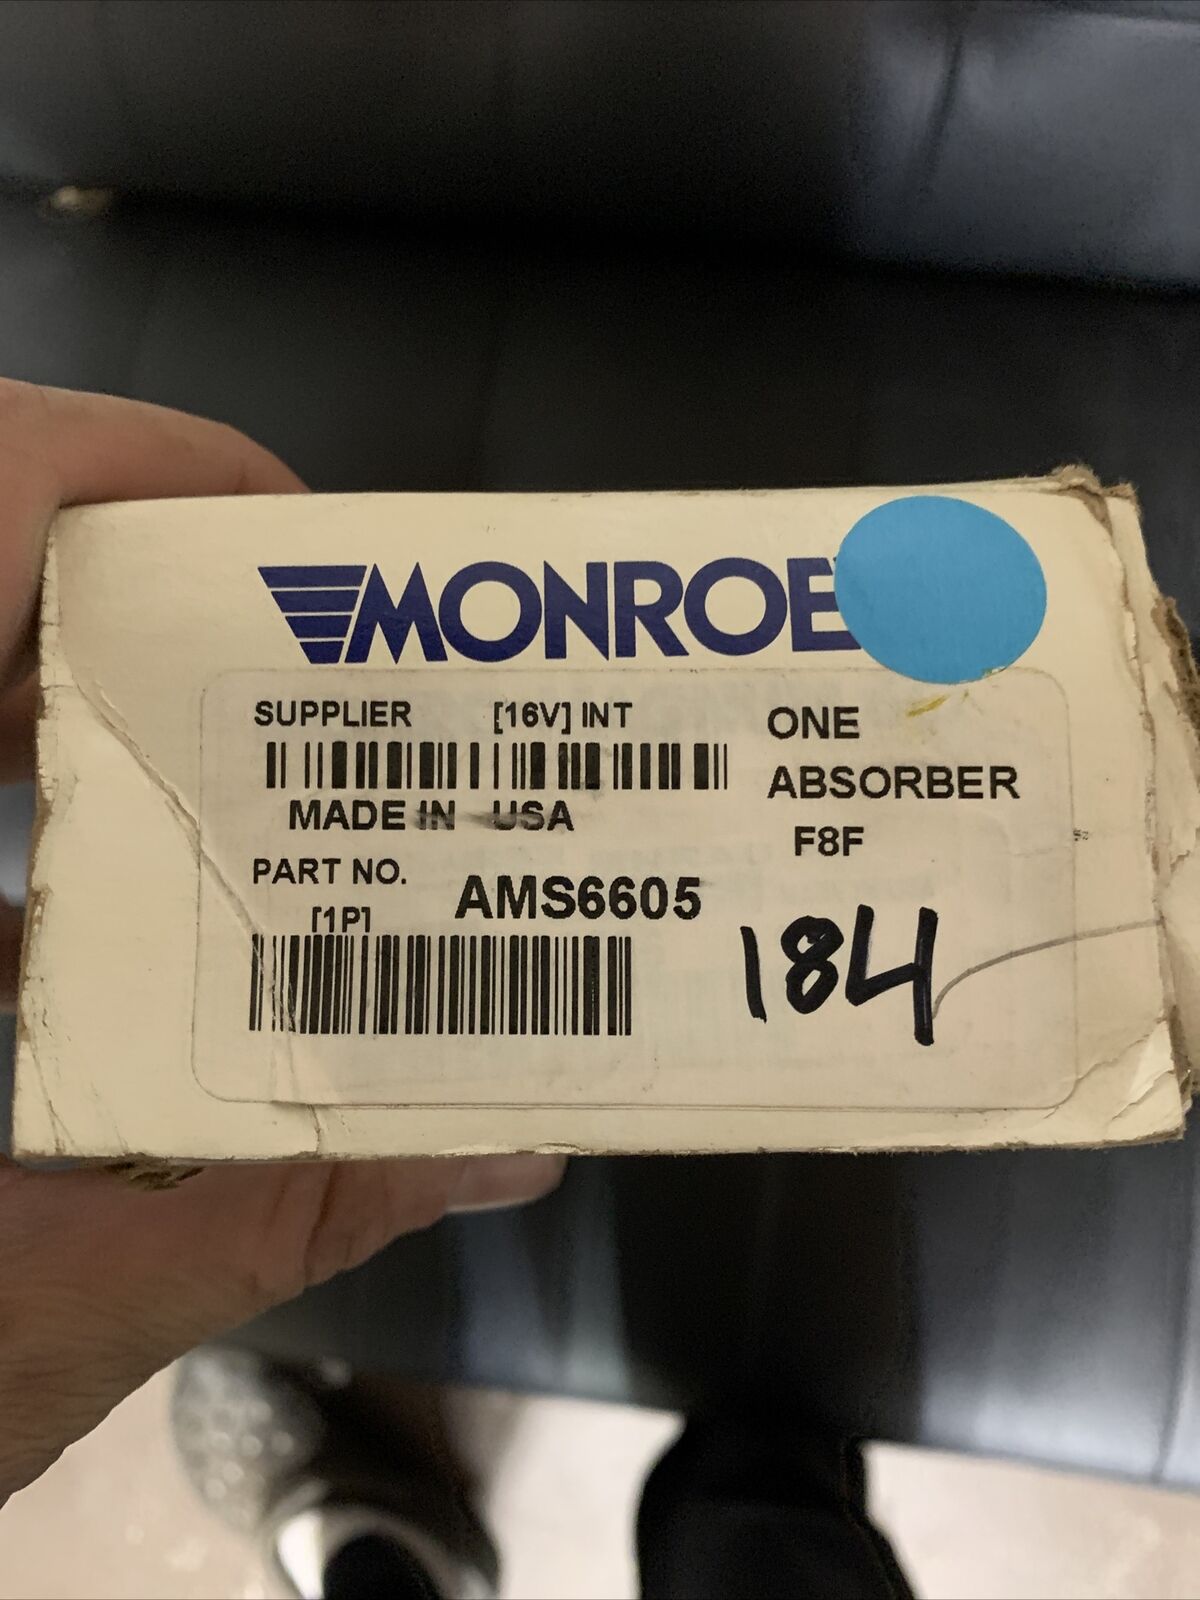 MONROE
SUPPLIER [16V] INT
ONE
ABSORBER
F8F
MADE IN USA
PART NO. AMS6605
[1P]
184